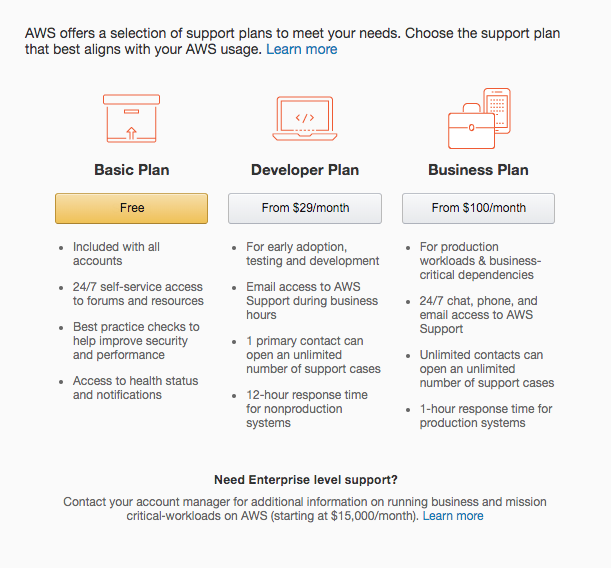 AWS offers a selection of support plans to meet your needs. Choose the support plan
that best aligns with your AWS usage. Learn more
</>
Basic Plan
Free
Included with all
accounts
24/7 self-service access
to forums and resources
Best practice checks to
help improve security
and performance
Access to health status
and notifications
Developer Plan
From $29/month
For early adoption,
testing and development
Email access to AWS
Support during business
hours
1 primary contact can
open an unlimited
number of support cases
12-hour response time
for nonproduction
systems
Business Plan
From $100/month
For production
workloads & business-
critical dependencies
24/7 chat, phone, and
email access to AWS
Support
Unlimited contacts can
open an unlimited
number of support cases
1-hour response time for
production systems
Need Enterprise level support?
Contact your account manager for additional information on running business and mission
critical-workloads on AWS (starting at $15,000/month). Learn more